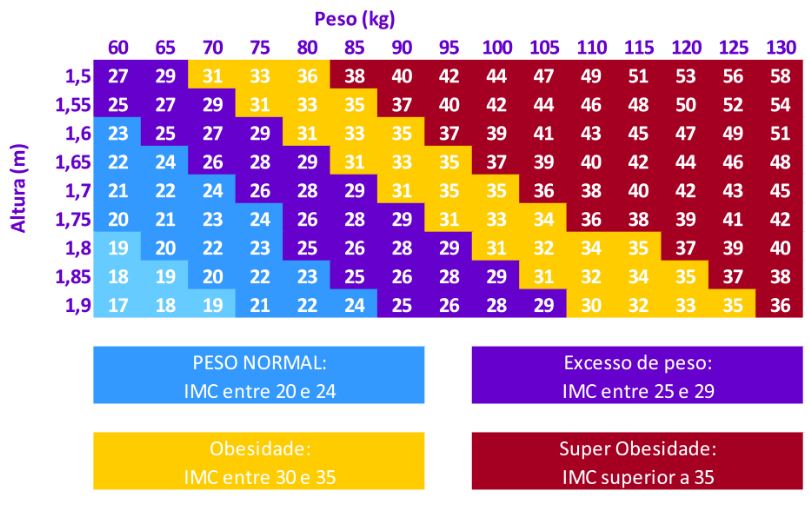 Peso (kg)
60 65 70 75 80 85 90 95 100 105 110 115 120 125 130
Altura (m)
1,5 27 29 31 33 36 38 40 42 44 47 49 51 53 56 58
1,55 25 27 29 31 33 35 37 40 42 44 46 48 50 52 54
1,6 23 25 27 29 31 33 35 37 39 41 43 45 47 49 51
1,65 22 24 26 28 29 31 33 35 37 39 40 42 44 46 48
1,7 21 22 24 26 28 29 31 35 35 36 38 40 42 43 45
1,75 20 21 23 24 26 28 29 31 33 34 36 38 39 41 42
1,8 19 20 22 23 25 26 28 29 31 32 34 35 37 39 40
1,85 18 19 20 22 23 25 26 28 29 31 32 34 35 37 38
1,9 17 18 19 21 22 24 25 26 28 29 30 32 33 35 36
PESO NORMAL:
IMC entre 20 e 24
Excesso de peso:
IMC entre 25 e 29
Obesidade:
IMC entre 30 e 35
Super Obesidade:
IMC superior a 35